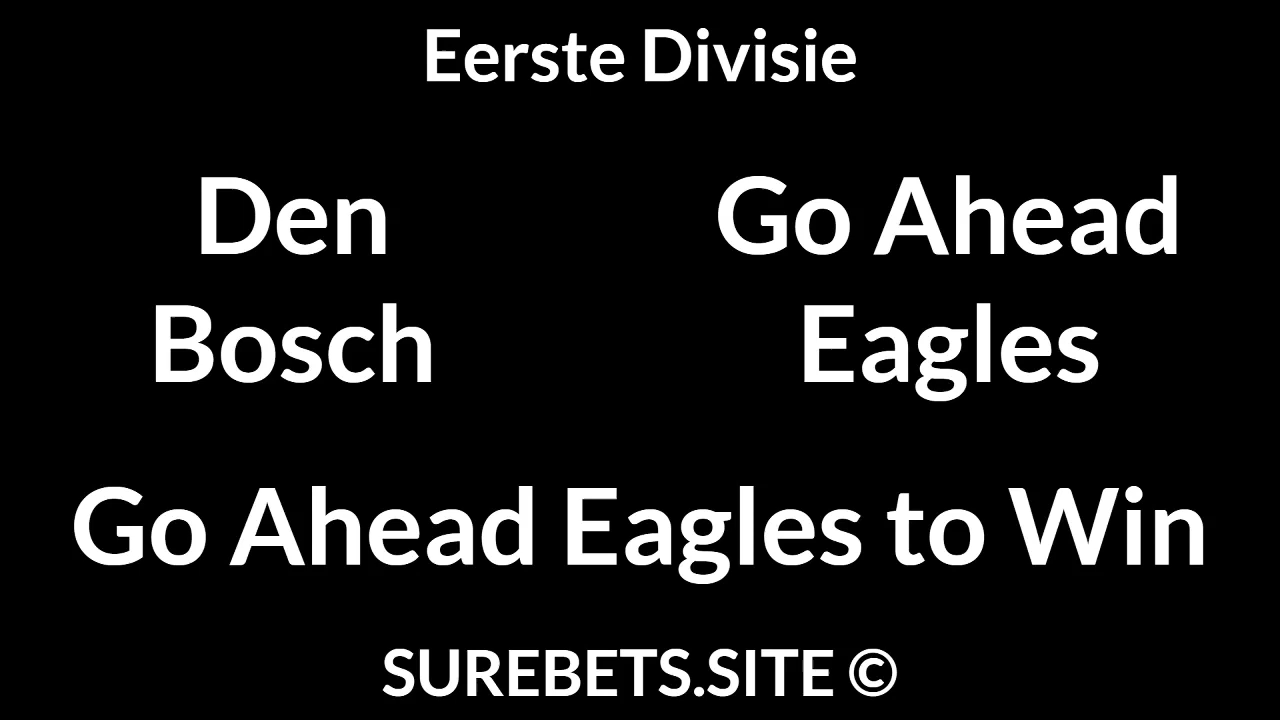 Eerste Divisie
Den
Bosch
Go Ahead
Eagles
Go Ahead Eagles to Win
SUREBETS.SITE ©